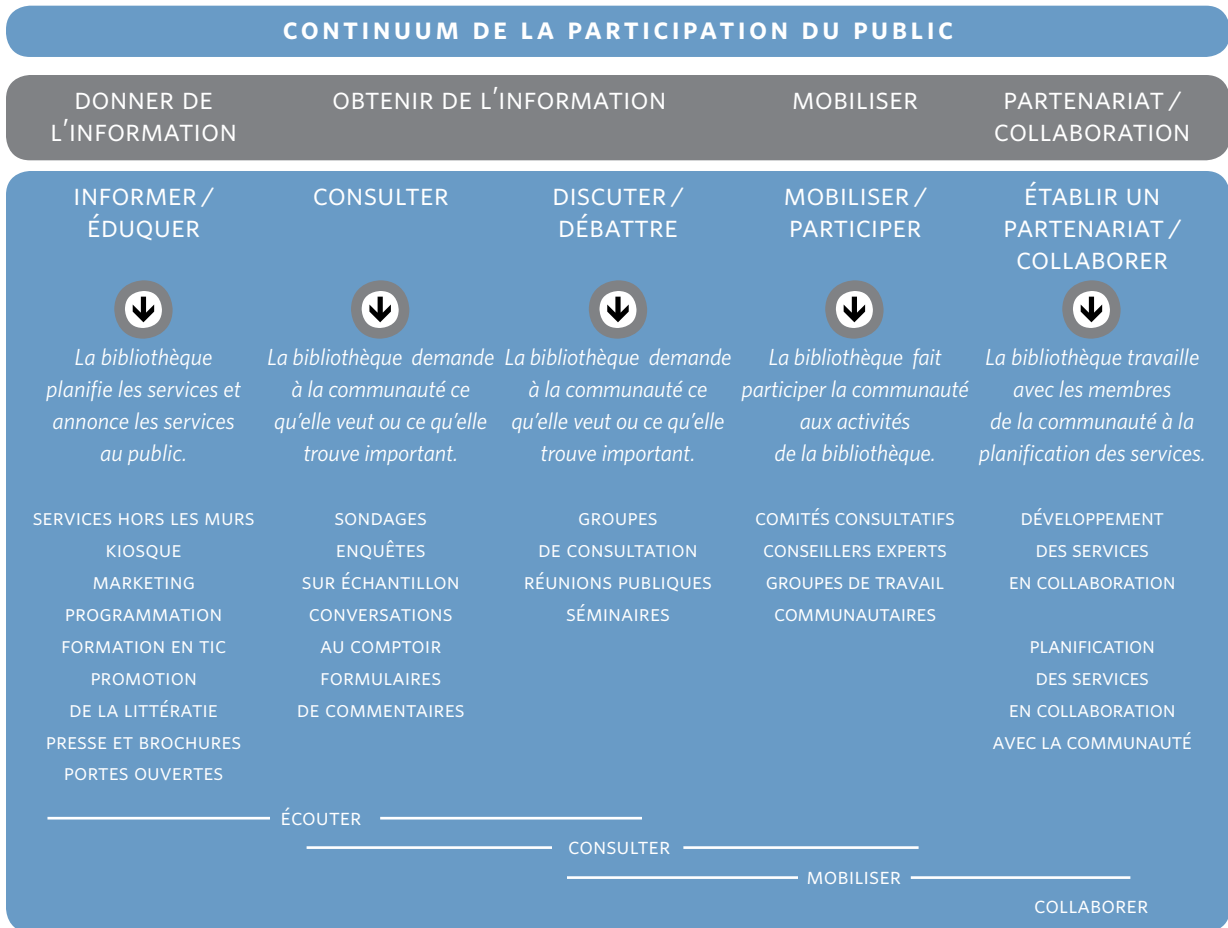 CONTINUUM DE LA PARTICIPATION DU PUBLIC
DONNER DE
L'INFORMATION
OBTENIR DE L'INFORMATION
MOBILISER
PARTENARIAT /
COLLABORATION
INFORMER /
ÉDUQUER
La bibliothèque
planifie les services et
annonce les services
au public.
SERVICES HORS LES MURS
KIOSQUE
MARKETING
PROGRAMMATION
FORMATION EN TIC
PROMOTION
DE LA LITTÉRATIE
PRESSE ET BROCHURES
PORTES OUVERTES
CONSULTER
La bibliothèque demande
à la communauté ce
qu'elle veut ou ce qu'elle
trouve important.
SONDAGES
ENQUÊTES
SUR ÉCHANTILLON
CONVERSATIONS
AU COMPTOIR
FORMULAIRES
DE COMMENTAIRES
DISCUTER /
DÉBATTRE
La bibliothèque demande
à la communauté ce
qu'elle veut ou ce qu'elle
trouve important.
GROUPES
DE CONSULTATION
RÉUNIONS PUBLIQUES
SÉMINAIRES
MOBILISER /
PARTICIPER
La bibliothèque fait
participer la communauté
aux activités
de la bibliothèque.
COMITÉS CONSULTATIFS
CONSEILLERS EXPERTS
GROUPES DE TRAVAIL
COMMUNAUTAIRES
ÉTABLIR UN
PARTENARIAT /
COLLABORER
La bibliothèque travaille
avec les membres
de la communauté à la
planification des services.
DÉVELOPPEMENT
DES SERVICES
EN COLLABORATION
PLANIFICATION
DES SERVICES
EN COLLABORATION
AVEC LA COMMUNAUTÉ
ÉCOUTER
CONSULTER
MOBILISER
COLLABORER